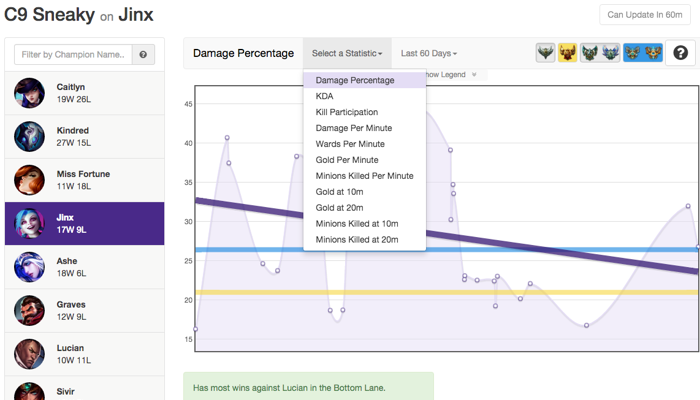 C9 Sneaky on Jinx
Can Update in 60m
Filter by Champion Name..
?
Caitlyn
19W 26L
Kindred
27W 15L
Miss Fortune
11W 18L
Jinx
17W 9L
Ashe
18W 6L
Graves
12W 9L
Lucian
10W 11L
Sivir
Damage Percentage
Select a Statistic
Last 60 Days
?
how Legend
Damage Percentage
KDA
Kill Participation
Damage Per Minute
Wards Per Minute
Gold Per Minute
Minions Killed Per Minute
Gold at 10m
Gold at 20m
Minions Killed at 10m
Minions Killed at 20m
45
40
35
30
25
20
15
Has most wins against Lucian in the Bottom Lane.